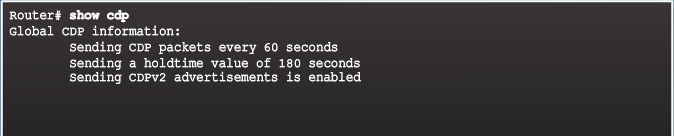 Router# show cdp
Global CDP information:
Sending CDP packets every 60 seconds
Sending a holdtime value of 180 seconds
Sending CDPv2 advertisements is enabled